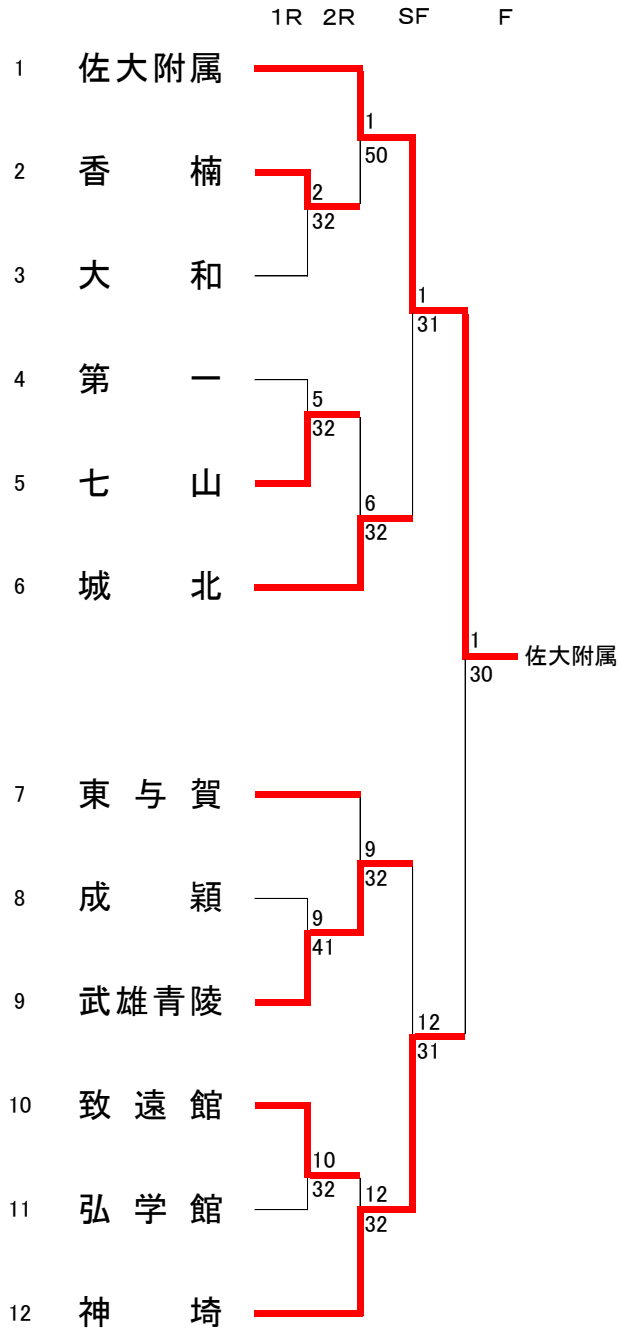 1R 2R SF F
1 佐大附属
1
50
2 香楠
2
32
3 大和
1
31
4 第一
5
32
5 七山
6
32
6 城北
1
佐大附属
30
7 東与賀
9
32
8 成穎
9
41
9 武雄青陵
12
31
10 致遠館
10
32
12
32
11 弘学館
12 神埼